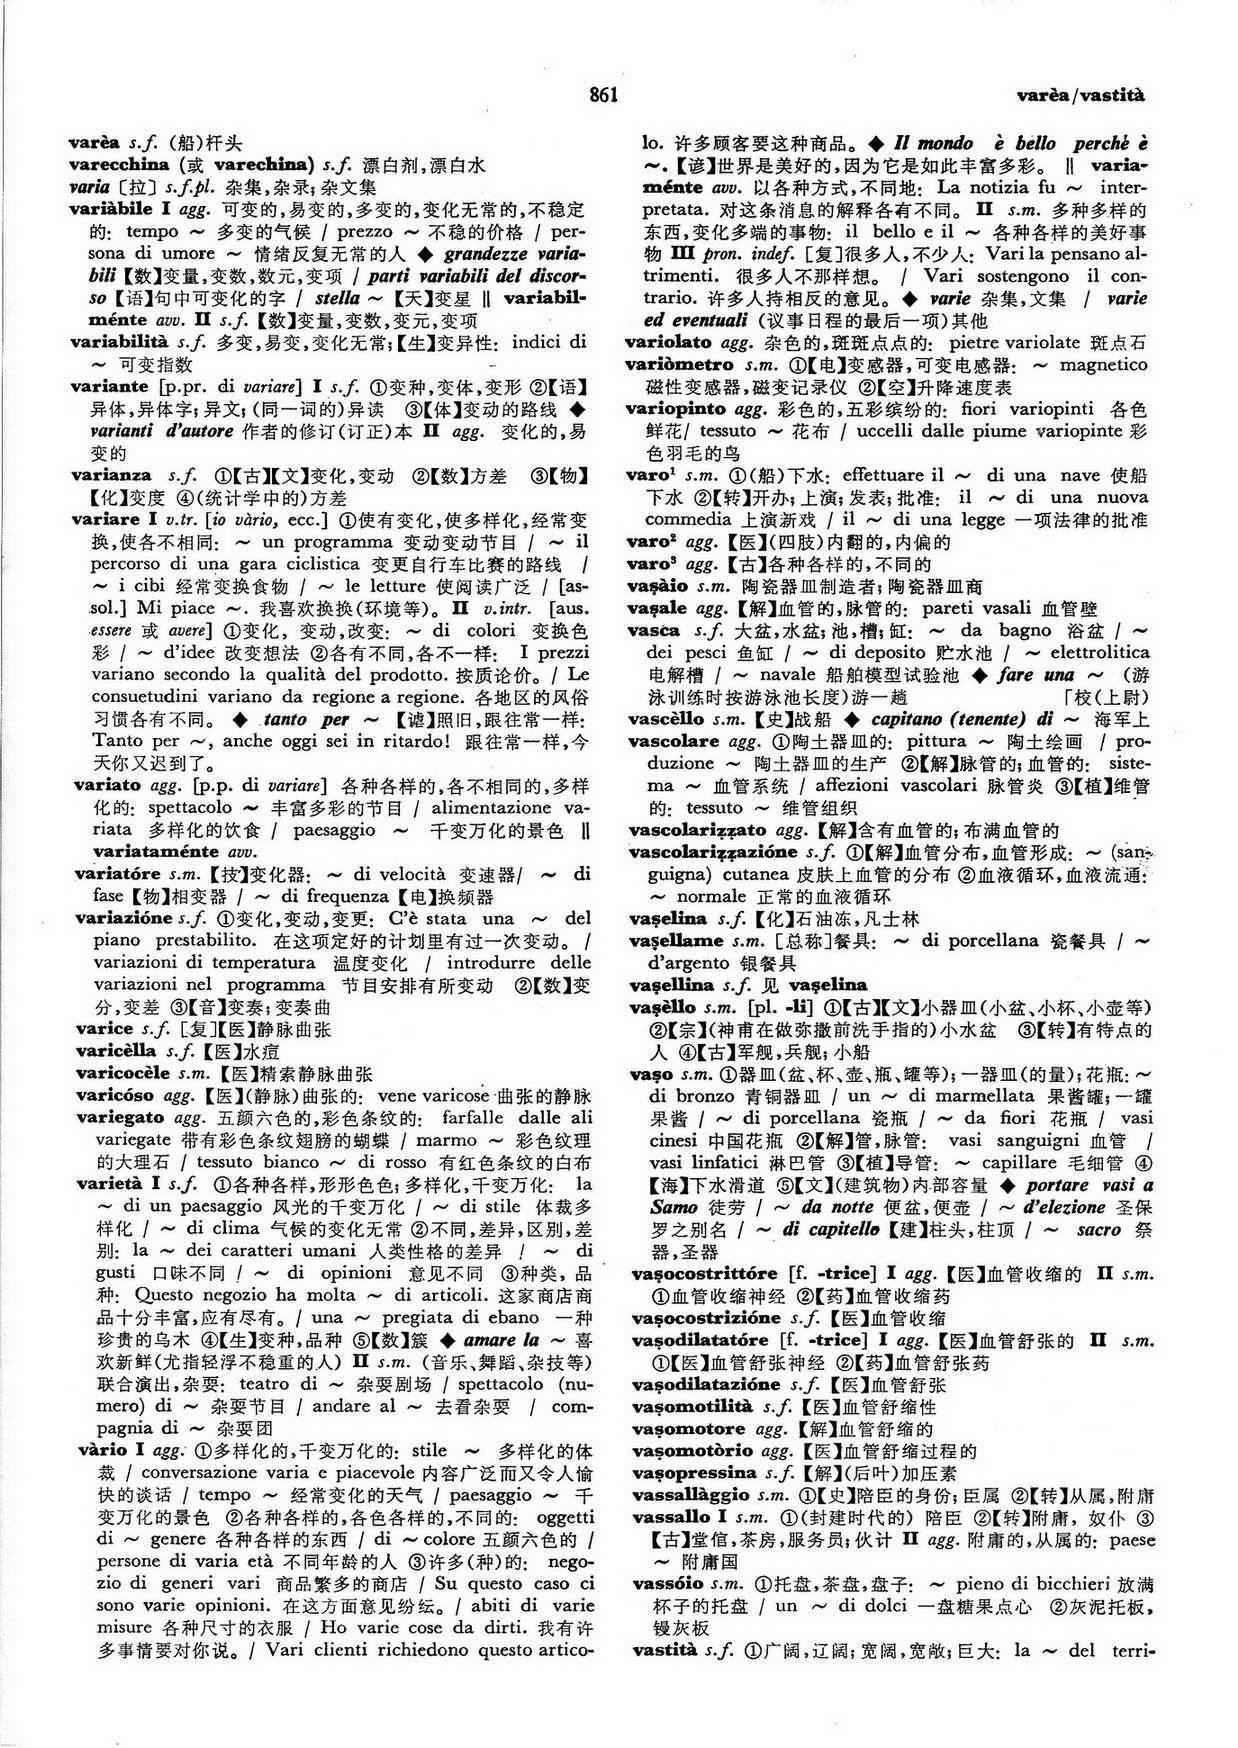 861
varèa/vastità
varèa s.f. (船)杆头
varecchina (或 varechina) s.f. 漂白剂,漂白水
varia [拉] s.f.pl. 杂集,杂录; 杂文集
variàbile I agg. 可变的,易变的,多变的,变化无常的,不稳定
的: tempo ~ 多变的气候 / prezzo ~ 不稳的价格 / per-
sona di umore ~ 情绪反复无常的人 ◆ grandezze varia-
bili 【数】变量,变数,数元,变项 / parti variabili del discor-
so 【语】句中可变化的字 / stella ~ 【天】变星 ‖ variabil-
ménte avv. II s.f. 【数】变量,变数,变元,变项
variabilità s.f. 多变,易变,变化无常;【生】变异性: indici di
~ 可变指数
variante [p.pr. di variare] I s.f. ①变种,变体,变形 ②【语】
异体,异体字; 异文; (同一词的)异读 ③【体】变动的路线 ◆
varianti d'autore 作者的修订(订正)本 II agg. 变化的,易
变的
varianza s.f. ①【古】【文】变化,变动 ②【数】方差 ③【物】
【化】变度 ④(统计学中的)方差
variare I v.tr. [io vàrio, ecc.] ①使有变化,使多样化,经常变
换,使各不相同: ~ un programma 变动变动节目 / ~ il
percorso di una gara ciclistica 变更自行车比赛的路线 /
~ i cibi 经常变换食物 / ~ le letture 使阅读广泛 / [as-
sol.] Mi piace ~. 我喜欢换换(环境等)。 II v.intr. [aus.
essere 或 avere] ①变化, 变动,改变: ~ di colori 变换色
彩 / ~ d'idee 改变想法 ②各有不同,各不一样: I prezzi
variano secondo la qualità del prodotto. 按质论价。 / Le
consuetudini variano da regione a regione. 各地区的风俗
习惯各有不同。 ◆ tanto per ~ 【谑】照旧,跟往常一样:
Tanto per ~, anche oggi sei in ritardo! 跟往常一样,今
天你又迟到了。
variato agg. [p.p. di variare] 各种各样的,各不相同的,多样
化的: spettacolo ~ 丰富多彩的节目 / alimentazione va-
riata 多样化的饮食 / paesaggio ~ 千变万化的景色 ‖
variataménte avv.
variatóre s.m. 【技】变化器: ~ di velocità 变速器/ ~ di
fase 【物】相变器 / ~ di frequenza 【电】换频器
variazióne s.f. ①变化,变动,变更: C'è stata una ~ del
piano prestabilito. 在这项定好的计划里有过一次变动。 /
variazioni di temperatura 温度变化 / introdurre delle
variazioni nel programma 节目安排有所变动 ②【数】变
分,变差 ③【音】变奏; 变奏曲
varice s.f. [复]【医】静脉曲张
varicèlla s.f. 【医】水痘
varicocèle s.m. 【医】精索静脉曲张
varicóso agg. 【医】(静脉)曲张的: vene varicose 曲张的静脉
variegato agg. 五颜六色的,彩色条纹的: farfalle dalle ali
variegate 带有彩色条纹翅膀的蝴蝶 / marmo ~ 彩色纹理
的大理石 / tessuto bianco ~ di rosso 有红色条纹的白布
varietà I s.f. ①各种各样,形形色色; 多样化,千变万化: la
~ di un paesaggio 风光的千变万化 / ~ di stile 体裁多
样化 / ~ di clima 气候的变化无常 ②不同,差异,区别,差
别: la ~ dei caratteri umani 人类性格的差异 / ~ di
gusti 口味不同 / ~ di opinioni 意见不同 ③种类, 品
种: Questo negozio ha molta ~ di articoli. 这家商店商
品十分丰富,应有尽有。 / una ~ pregiata di ebano 一种
珍贵的乌木 ④【生】变种,品种 ⑤【数】簇 ◆ amare la ~ 喜
欢新鲜(尤指轻浮不稳重的人) II s.m. (音乐、舞蹈、杂技等)
联合演出,杂耍: teatro di ~ 杂耍剧场 / spettacolo (nu-
mero) di ~ 杂耍节目 / andare al ~ 去看杂耍 / com-
pagnia di ~ 杂耍团
vàrio I agg. ①多样化的,千变万化的: stile ~ 多样化的体
裁 / conversazione varia e piacevole 内容广泛而又令人愉
快的谈话 / tempo ~ 经常变化的天气 / paesaggio ~ 千
变万化的景色 ②各种各样的,各色各样的,不同的: oggetti
di ~ genere 各种各样的东西 / di ~ colore 五颜六色的 /
persone di varia età 不同年龄的人 ③许多(种)的: nego-
zio di generi vari 商品繁多的商店 / Su questo caso ci
sono varie opinioni. 在这方面意见纷纭。 / abiti di varie
misure 各种尺寸的衣服 / Ho varie cose da dirti. 我有许
多事情要对你说。 / Vari clienti richiedono questo artico-
lo. 许多顾客要这种商品。 ◆ Il mondo è bello perché è
~. 【谚】世界是美好的,因为它是如此丰富多彩。 ‖ varia-
ménte avv. 以各种方式,不同地: La notizia fu ~ inter-
pretata. 对这条消息的解释各有不同。 II s.m. 多种多样的
东西,变化多端的事物: il bello e il ~ 各种各样的美好事
物 III pron. indef. [复]很多人,不少人: Vari la pensano al-
trimenti. 很多人不那样想。 / Vari sostengono il con-
trario. 许多人持相反的意见。 ◆ varie 杂集,文集 / varie
ed eventuali (议事日程的最后一项)其他
variolato agg. 杂色的,斑斑点点的: pietre variolate 斑点石
variòmetro s.m. ①【电】变感器,可变电感器: ~ magnetico
磁性变感器,磁变记录仪 ②【空】升降速度表
variopinto agg. 彩色的,五彩缤纷的: fiori variopinti 各色
鲜花/ tessuto ~ 花布 / uccelli dalle piume variopinte 彩
色羽毛的鸟
varo¹ s.m. ①(船)下水: effettuare il ~ di una nave 使船
下水 ②【转】开办; 上演; 发表; 批准: il ~ di una nuova
commedia 上演新戏 / il ~ di una legge 一项法律的批准
varo² agg. 【医】(四肢)内翻的,内偏的
varo³ agg. 【古】各种各样的,不同的
vaṣàio s.m. 陶瓷器皿制造者; 陶瓷器皿商
vaṣale agg. 【解】血管的,脉管的: pareti vasali 血管壁
vasca s.f. 大盆,水盆; 池,槽; 缸: ~ da bagno 浴盆 / ~
dei pesci 鱼缸 / ~ di deposito 贮水池 / ~ elettrolitica
电解槽 / ~ navale 船舶模型试验池 ◆ fare una ~ (游
泳训练时按游泳池长度)游一趟 「校(上尉)
vascèllo s.m. 【史】战船 ◆ capitano (tenente) di ~ 海军上
vascolare agg. ①陶土器皿的: pittura ~ 陶土绘画 / pro-
duzione ~ 陶土器皿的生产 ②【解】脉管的; 血管的: siste-
ma ~ 血管系统 / affezioni vascolari 脉管炎 ③【植】维管
的: tessuto ~ 维管组织
vascolariẓẓato agg. 【解】含有血管的; 布满血管的
vascolariẓẓazióne s.f. ①【解】血管分布,血管形成: ~ (san-
guigna) cutanea 皮肤上血管的分布 ②血液循环,血液流通:
~ normale 正常的血液循环
vaṣelina s.f. 【化】石油冻,凡士林
vaṣellame s.m. [总称]餐具: ~ di porcellana 瓷餐具 / ~
d'argento 银餐具
vaṣellina s.f. 见 vaṣelina
vaṣèllo s.m. [pl. -li] ①【古】【文】小器皿(小盆、小杯、小壶等)
②【宗】(神甫在做弥撒前洗手指的)小水盆 ③【转】有特点的
人 ④【古】军舰,兵舰; 小船
vaṣo s.m. ①器皿(盆、杯、壶、瓶、罐等); 一器皿(的量); 花瓶: ~
di bronzo 青铜器皿 / un ~ di marmellata 果酱罐; 一罐
果酱 / ~ di porcellana 瓷瓶 / ~ da fiori 花瓶 / vasi
cinesi 中国花瓶 ②【解】管,脉管: vasi sanguigni 血管 /
vasi linfatici 淋巴管 ③【植】导管: ~ capillare 毛细管 ④
【海】下水滑道 ⑤【文】(建筑物)内部容量 ◆ portare vasi a
Samo 徒劳 / ~ da notte 便盆,便壶 / ~ d'elezione 圣保
罗之别名 / ~ di capitello 【建】柱头,柱顶 / ~ sacro 祭
器,圣器
vaṣocostrittóre [f. -trice] I agg. 【医】血管收缩的 II s.m.
①血管收缩神经 ②【药】血管收缩药
vaṣocostrizióne s.f. 【医】血管收缩
vaṣodilatatóre [f. -trice] I agg. 【医】血管舒张的 II s.m.
①【医】血管舒张神经 ②【药】血管舒张药
vaṣodilatazióne s.f. 【医】血管舒张
vaṣomotilità s.f. 【医】血管舒缩性
vaṣomotore agg. 【解】血管舒缩的
vaṣomotòrio agg. 【医】血管舒缩过程的
vaṣopressina s.f. 【解】(后叶)加压素
vassallàggio s.m. ①【史】陪臣的身份; 臣属 ②【转】从属,附庸
vassallo I s.m. ①(封建时代的) 陪臣 ②【转】附庸, 奴仆 ③
【古】堂倌,茶房,服务员; 伙计 II agg. 附庸的,从属的: paese
~ 附庸国
vassóio s.m. ①托盘,茶盘,盘子: ~ pieno di bicchieri 放满
杯子的托盘 / un ~ di dolci 一盘糖果点心 ②灰泥托板,
镘灰板
vastità s.f. ①广阔,辽阔; 宽阔,宽敞; 巨大: la ~ del terri-